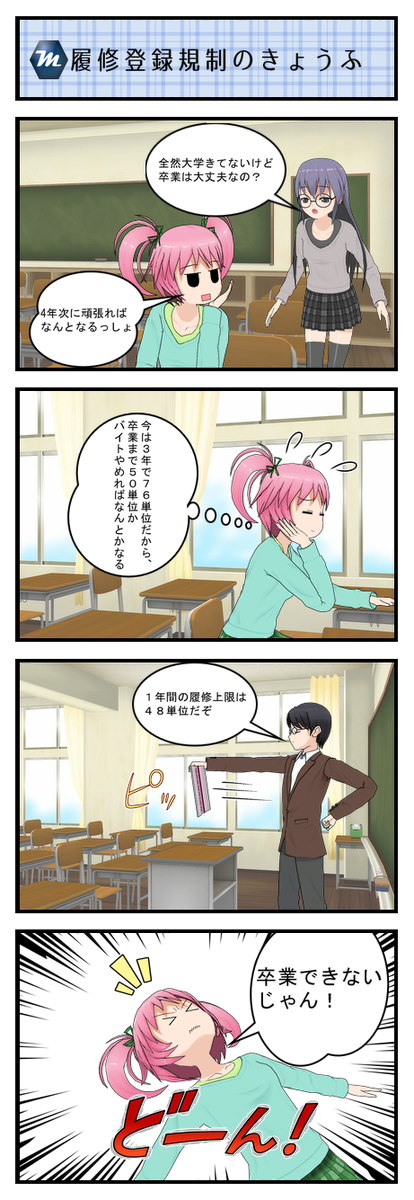 m 履修登録規制のきょうふ
全然大学きてないけど
卒業は大丈夫なの？
4年次に頑張れば
なんとなるっしょ
今は３年で７６単位だから、
卒業まで５０単位か
バイトやめればなんとかなる
１年間の履修上限は
４８単位だぞ
ピッ
卒業できない
じゃん！
どーん！